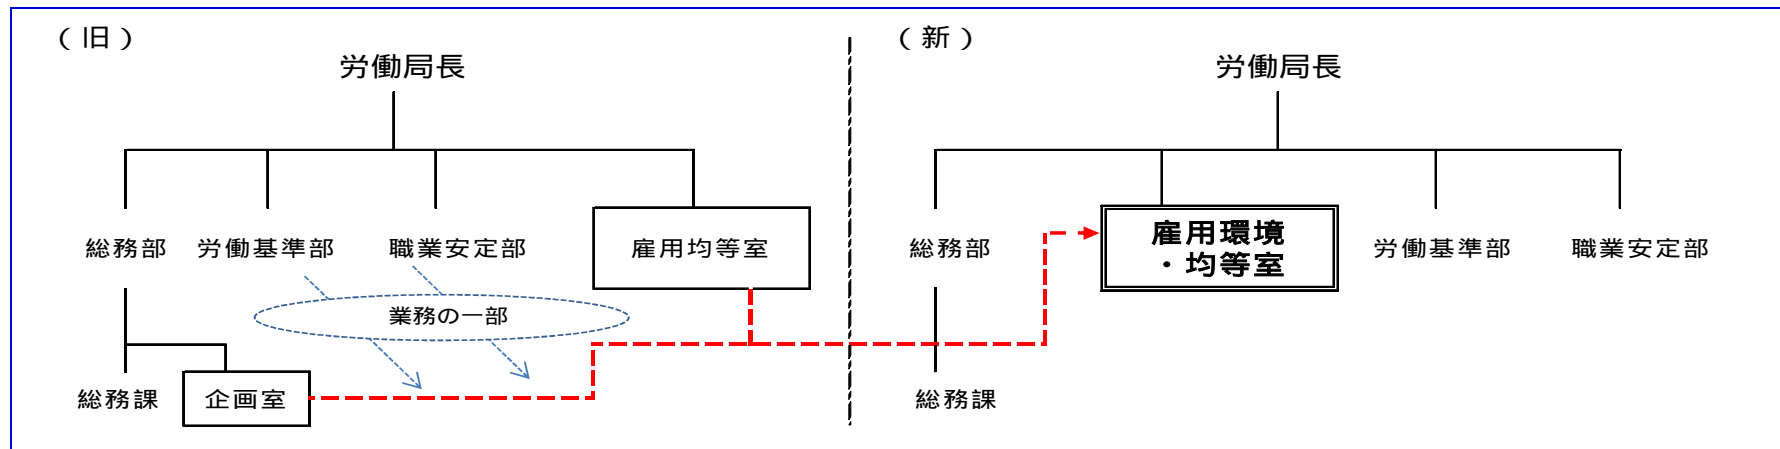 （旧）
労働局長
総務部
労働基準部
職業安定部
雇用均等室
業務の一部
総務課
企画室
（新）
労働局長
総務部
雇用環境
・均等室
労働基準部
職業安定部
総務課